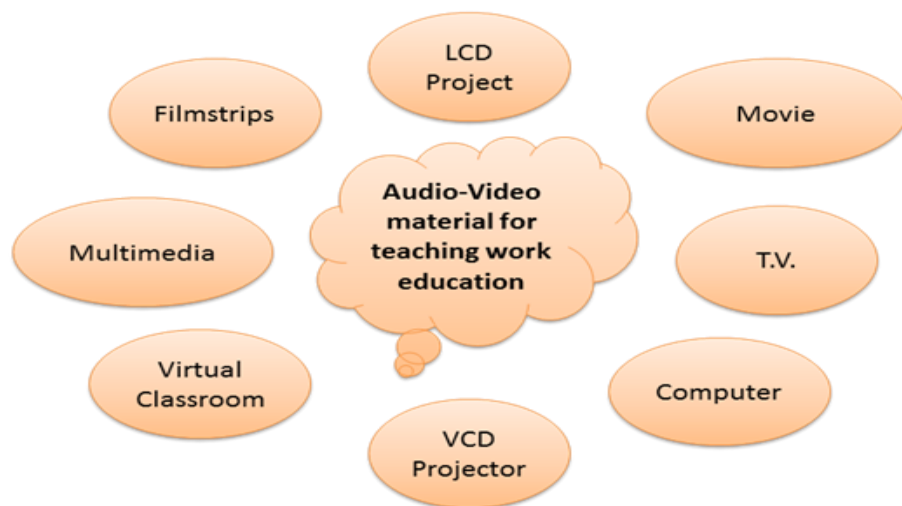 LCD
Project
Filmstrips
Movie
Audio-Video
material for
teaching work
education
Multimedia
T.V.
Virtual
Classroom
Computer
VCD
Projector